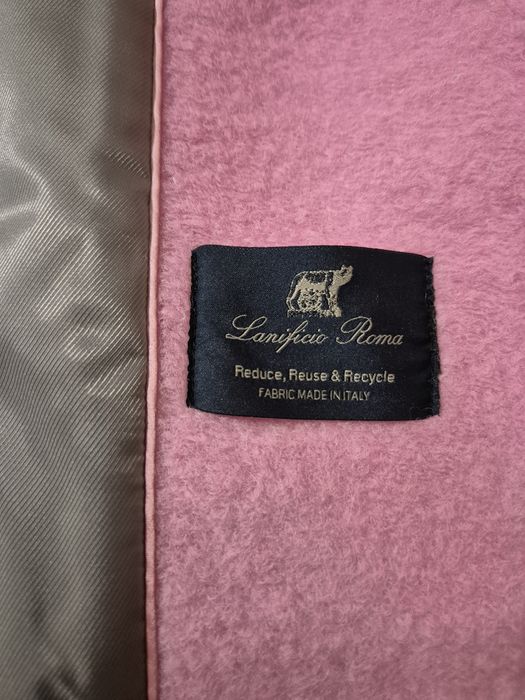 Lanificio Roma
Reduce, Reuse & Recycle
FABRIC MADE IN ITALY